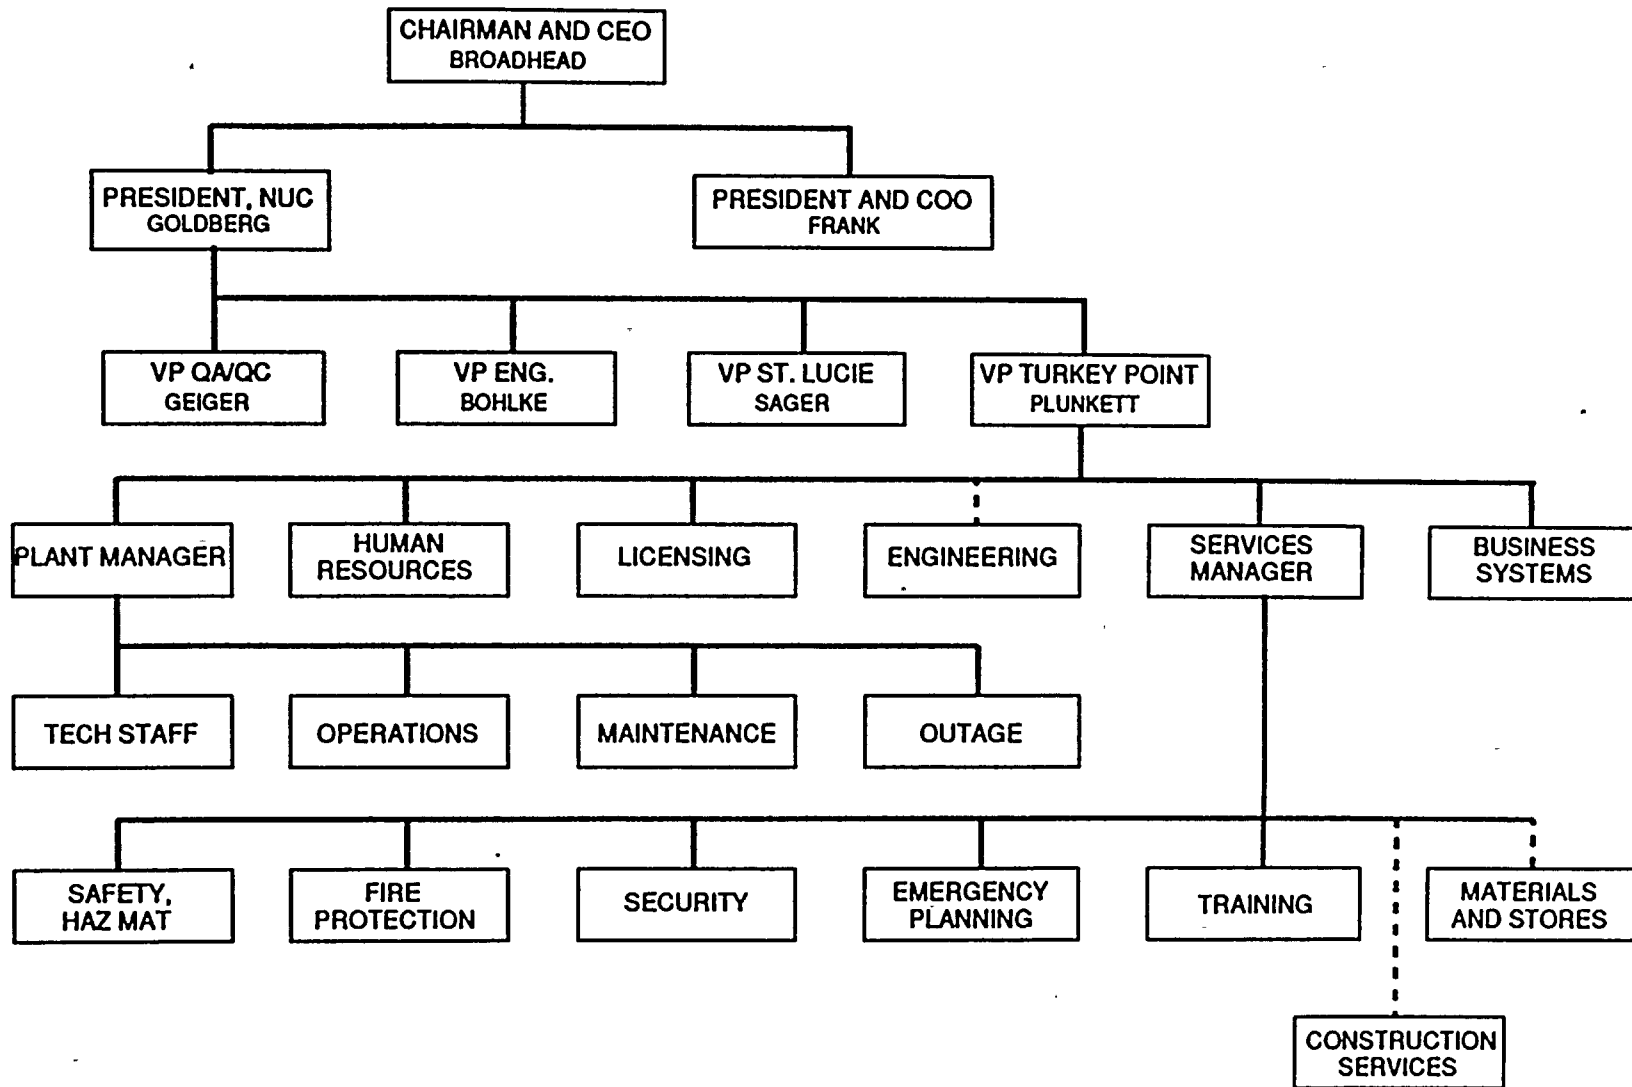 CHAIRMAN AND CEO
BROADHEAD
PRESIDENT, NUC
GOLDBERG
PRESIDENT AND COO
FRANK
VP QA/QC
GEIGER
VP ENG.
BOHLKE
VP ST. LUCIE
SAGER
VP TURKEY POINT
PLUNKETT
PLANT MANAGER
HUMAN
RESOURCES
LICENSING
ENGINEERING
SERVICES
MANAGER
BUSINESS
SYSTEMS
TECH STAFF
OPERATIONS
MAINTENANCE
OUTAGE
SAFETY,
HAZ MAT
FIRE
PROTECTION
SECURITY
EMERGENCY
PLANNING
TRAINING
MATERIALS
AND STORES
CONSTRUCTION
SERVICES